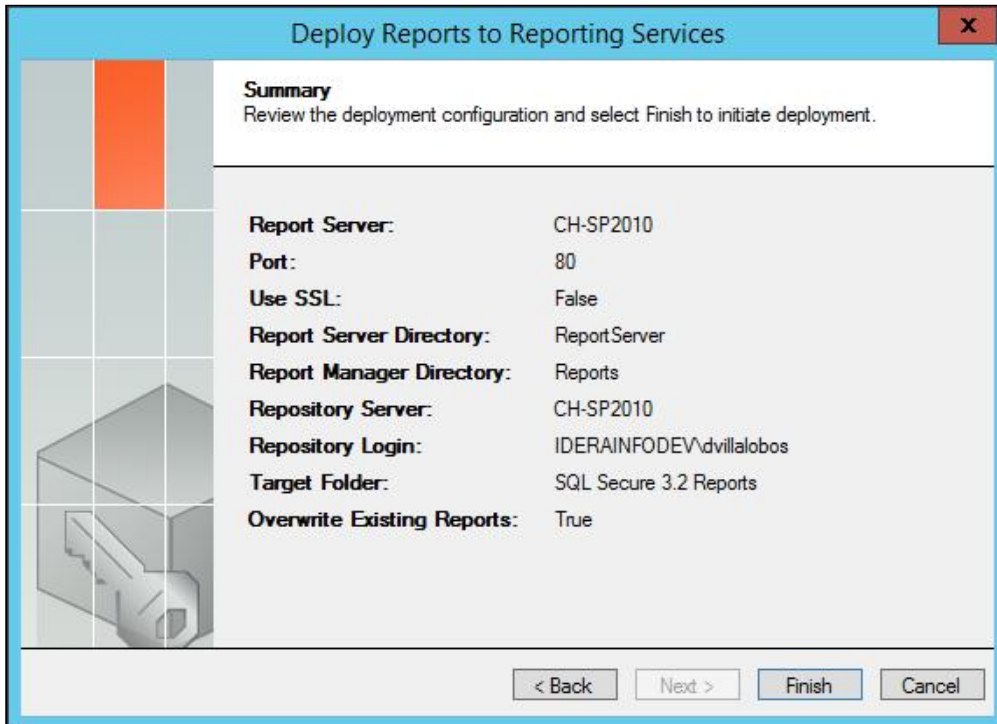 Deploy Reports to Reporting Services
x
Summary
Review the deployment configuration and select Finish to initiate deployment.
Report Server: CH-SP2010
Port: 80
Use SSL: False
Report Server Directory: ReportServer
Report Manager Directory: Reports
Repository Server: CH-SP2010
Repository Login: IDERAINFODEV\dvillalobos
Target Folder: SQL Secure 3.2 Reports
Overwrite Existing Reports: True
< Back Next > Finish Cancel